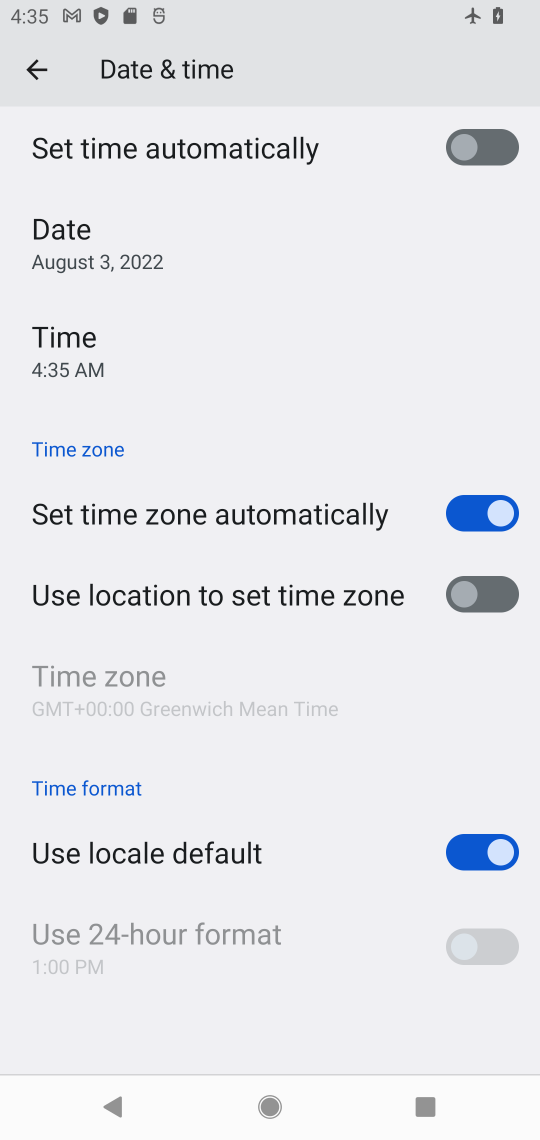 4:35
Date & time
Set time automatically
Date
August 3, 2022
Time
4:35 AM
Time zone
Set time zone automatically
Use location to set time zone
Time zone
GMT+00:00 Greenwich Mean Time
Time format
Use locale default
Use 24-hour format
1:00 PM